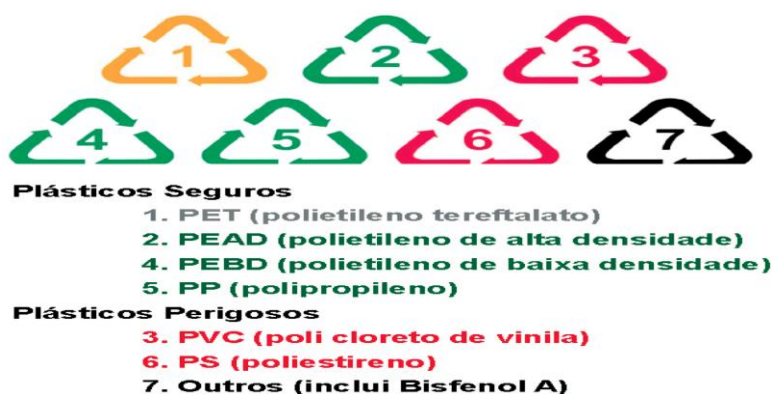 1 2 3
4 5 6 7
Plásticos Seguros
1. PET (polietileno tereftalato)
2. PEAD (polietileno de alta densidade)
4. PEBD (polietileno de baixa densidade)
5. PP (polipropileno)
Plásticos Perigosos
3. PVC (poli cloreto de vinila)
6. PS (poliestireno)
7. Outros (inclui Bisfenol A)